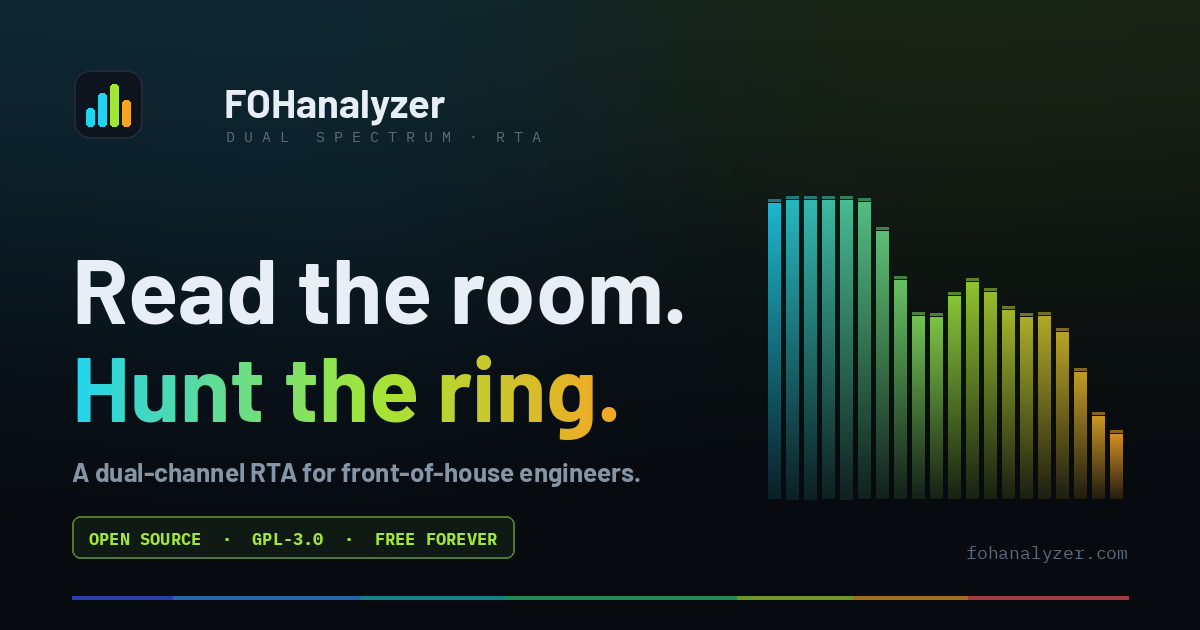 FOHanalyzer
DUAL SPECTRUM · RTA
Read the room.
Hunt the ring.
A dual-channel RTA for front-of-house engineers.
OPEN SOURCE · GPL-3.0 · FREE FOREVER
fohanalyzer.com